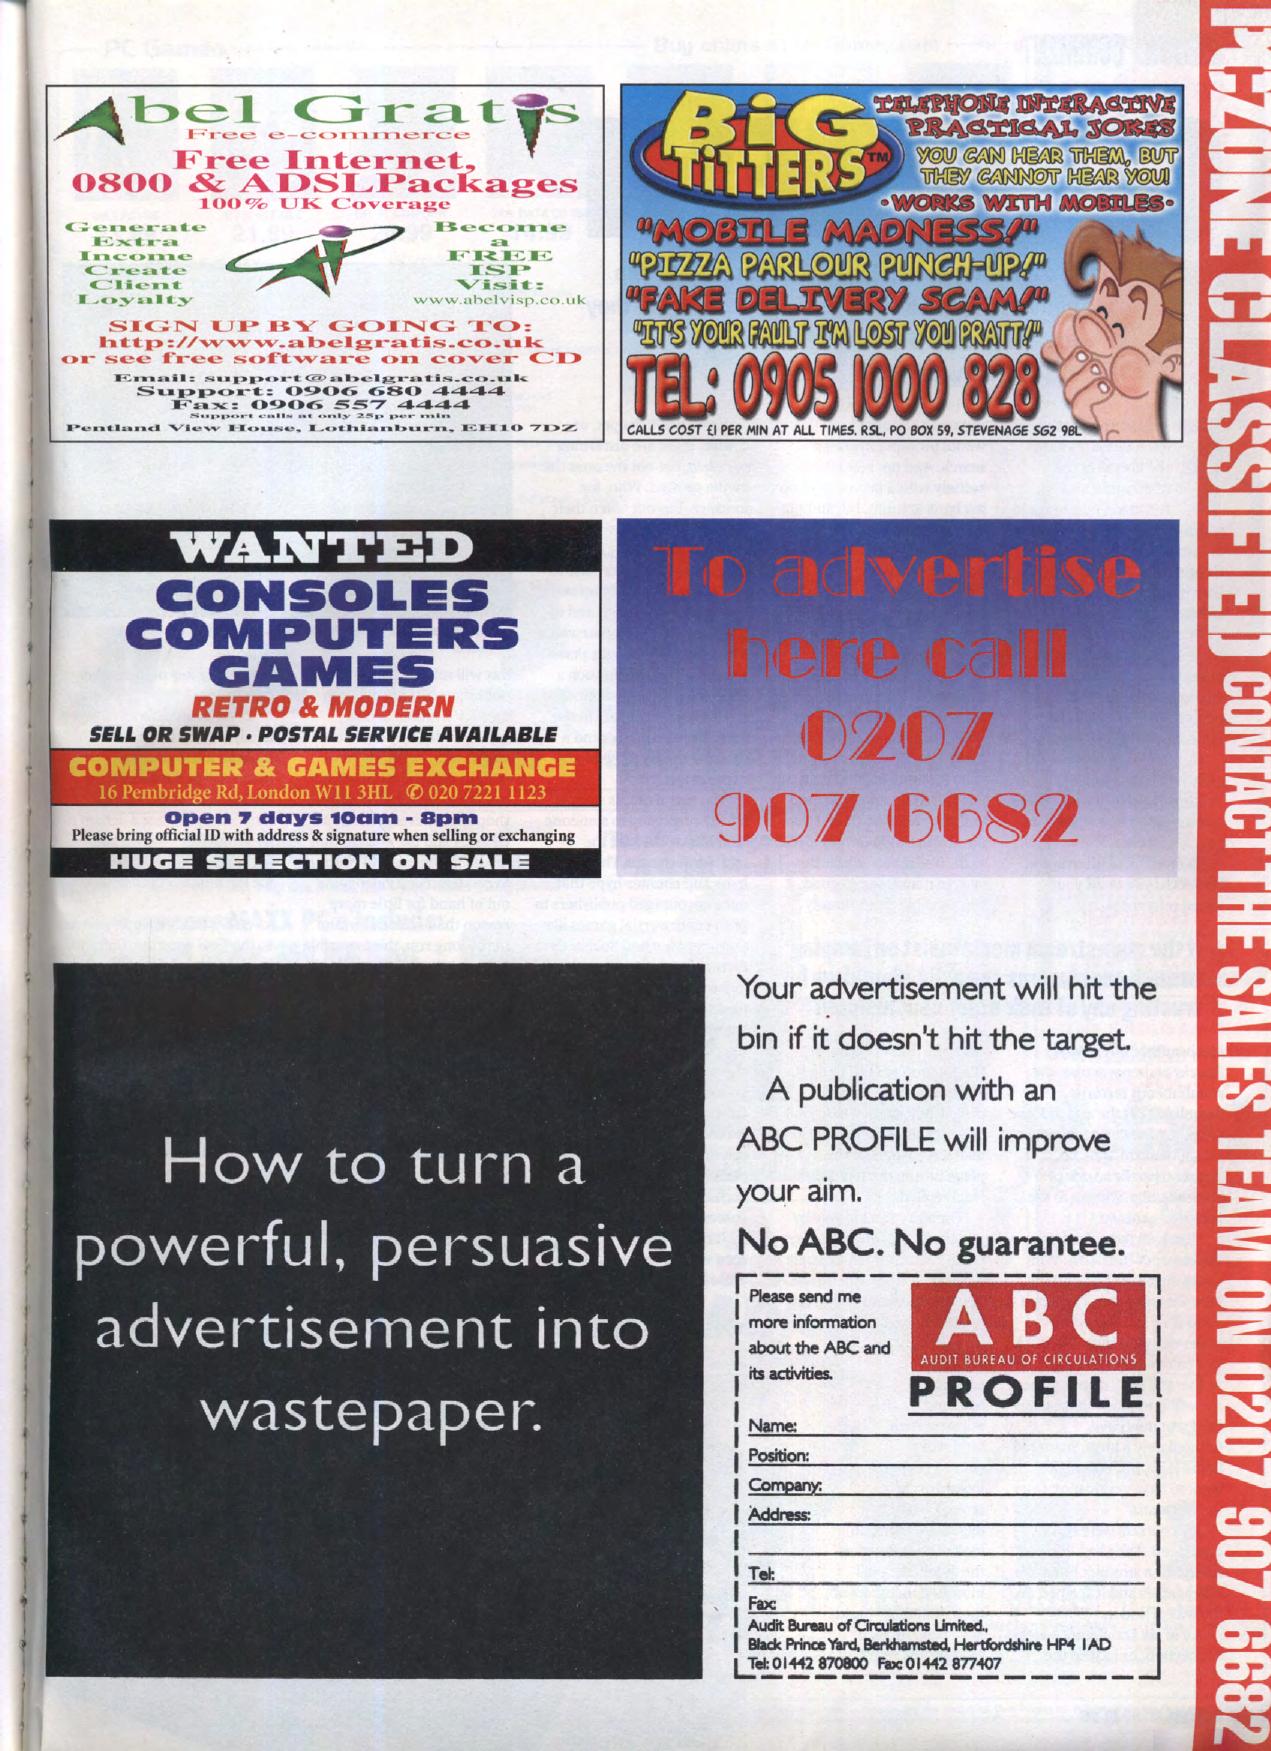 Abel Gratis
Free e-commerce
Free Internet,
0800 & ADSLPackages
100% UK Coverage
Generate
Extra
Income
Create
Client
Loyalty
Become
a
FREE
ISP
Visit:
www.abelvisp.co.uk
SIGN UP BY GOING TO:
http://www.abelgratis.co.uk
or see free software on cover CD
Email: support@abelgratis.co.uk
Support: 0906 680 4444
Fax: 0906 557 4444
Support calls at only 25p per min
Pentland View House, Lothianburn, EH10 7DZ
BiG
TiTTERS™
TELEPHONE INTERACTIVE
PRACTICAL JOKES
YOU CAN HEAR THEM, BUT
THEY CANNOT HEAR YOU!
•WORKS WITH MOBILES•
"MOBILE MADNESS!"
"PIZZA PARLOUR PUNCH-UP!"
"FAKE DELIVERY SCAM!"
"IT'S YOUR FAULT I'M LOST YOU PRATT!"
TEL: 0905 1000 828
CALLS COST £1 PER MIN AT ALL TIMES. RSL, PO BOX 59, STEVENAGE SG2 9BL
WANTED
CONSOLES
COMPUTERS
GAMES
RETRO & MODERN
SELL OR SWAP • POSTAL SERVICE AVAILABLE
COMPUTER & GAMES EXCHANGE
16 Pembridge Rd, London W11 3HL ✆ 020 7221 1123
Open 7 days 10am - 8pm
Please bring official ID with address & signature when selling or exchanging
HUGE SELECTION ON SALE
To advertise
here call
0207
907 6682
How to turn a
powerful, persuasive
advertisement into
wastepaper.
Your advertisement will hit the
bin if it doesn't hit the target.
A publication with an
ABC PROFILE will improve
your aim.
No ABC. No guarantee.
Please send me
more information
about the ABC and
its activities.
ABC
AUDIT BUREAU OF CIRCULATIONS
PROFILE
Name:
Position:
Company:
Address:
Tel:
Fax:
Audit Bureau of Circulations Limited.,
Black Prince Yard, Berkhamsted, Hertfordshire HP4 1AD
Tel: 01442 870800 Fax: 01442 877407
PCZONE CLASSIFIED CONTACT THE SALES TEAM ON 0207 907 6682